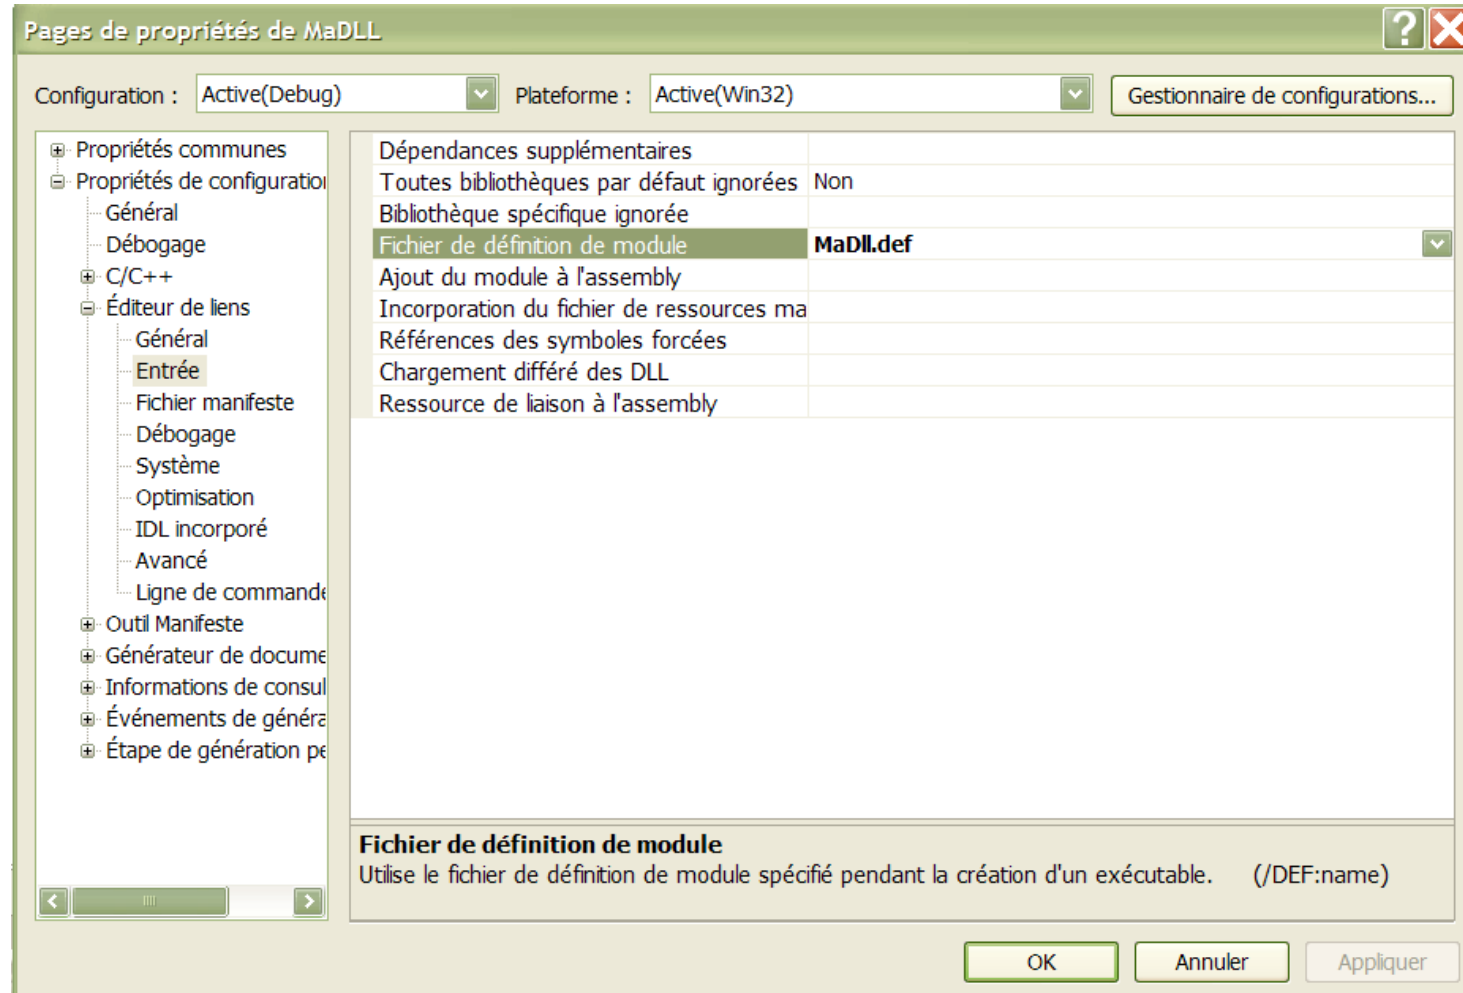 Pages de propriétés de MaDLL
Configuration : Active(Debug) Plateforme : Active(Win32) Gestionnaire de configurations...
Propriétés communes
Propriétés de configuration
Général
Débogage
C/C++
Éditeur de liens
Général
Entrée
Fichier manifeste
Débogage
Système
Optimisation
IDL incorporé
Avancé
Ligne de commande
Outil Manifeste
Générateur de docume
Informations de consul
Événements de généra
Étape de génération pe
Dépendances supplémentaires
Toutes bibliothèques par défaut ignorées Non
Bibliothèque spécifique ignorée
Fichier de définition de module MaDll.def
Ajout du module à l'assembly
Incorporation du fichier de ressources ma
Références des symboles forcées
Chargement différé des DLL
Ressource de liaison à l'assembly
Fichier de définition de module
Utilise le fichier de définition de module spécifié pendant la création d'un exécutable. (/DEF:name)
OK Annuler Appliquer